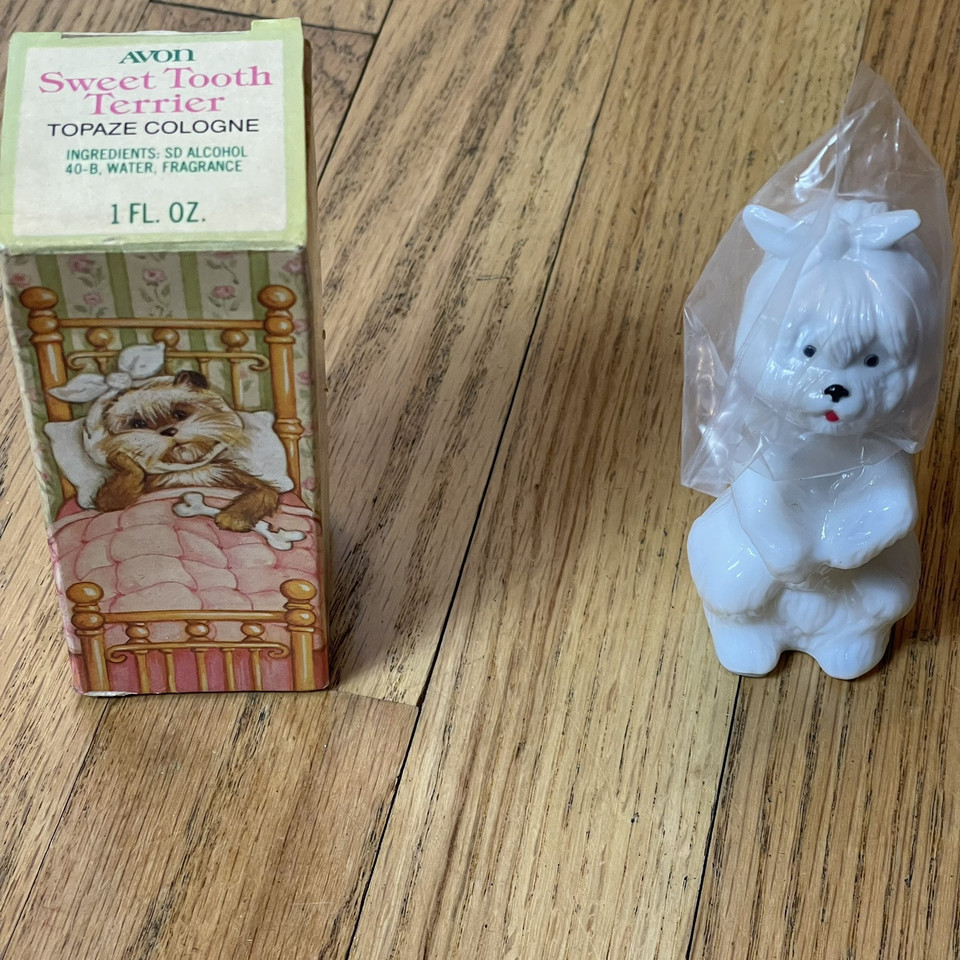 AVON
Sweet Tooth
Terrier
TOPAZE COLOGNE
INGREDIENTS: SD ALCOHOL
40-B, WATER, FRAGRANCE
1 FL. OZ.